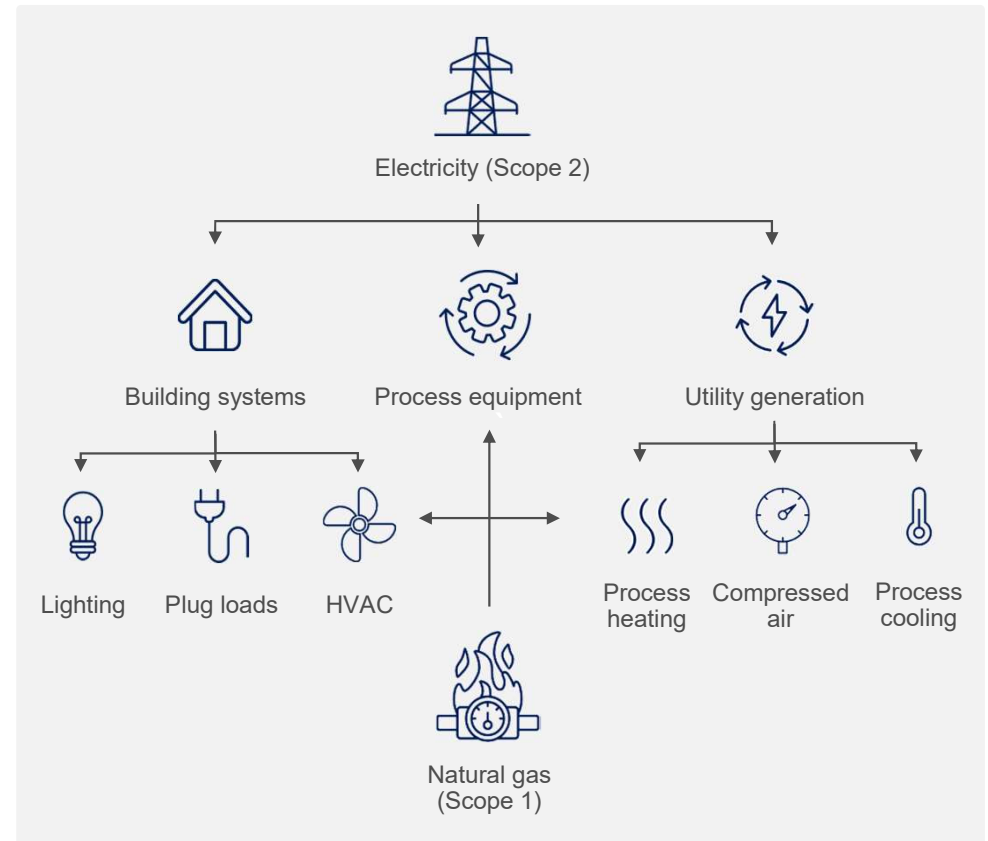 Electricity (Scope 2)
Building systems
Process equipment
Utility generation
Lighting
Plug loads
HVAC
Process
heating
Compressed
air
Process
cooling
Natural gas
(Scope 1)